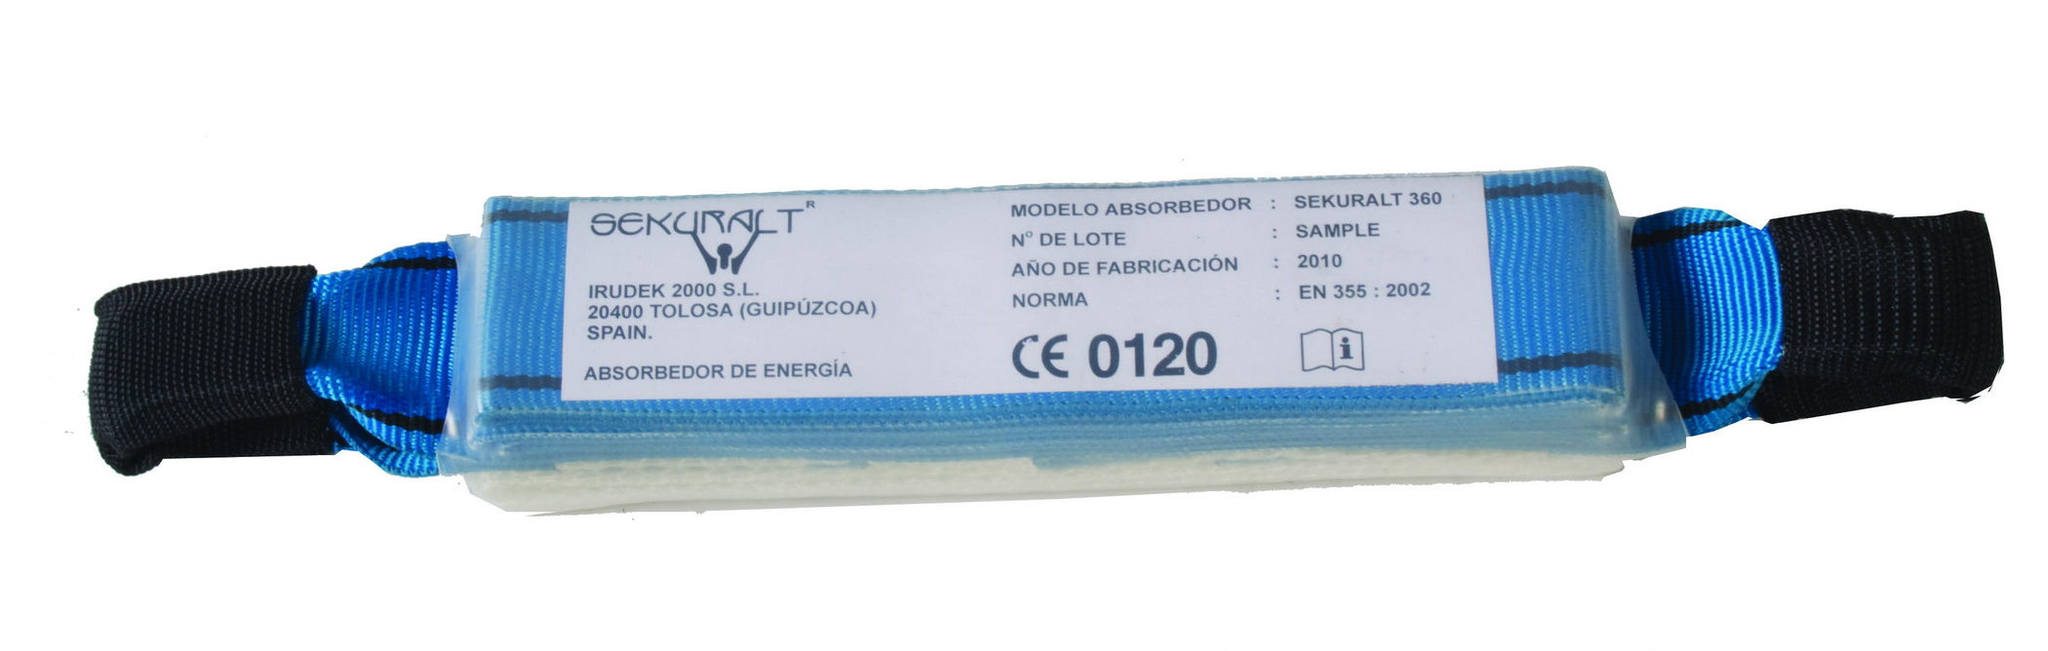 SEKURALT R
IRUDEK 2000 S.L.
20400 TOLOSA (GUIPÚZCOA)
SPAIN.
ABSORBEDOR DE ENERGÍA
MODELO ABSORBEDOR : SEKURALT 360
Nº DE LOTE : SAMPLE
AÑO DE FABRICACIÓN : 2010
NORMA : EN 355 : 2002
CE 0120
i